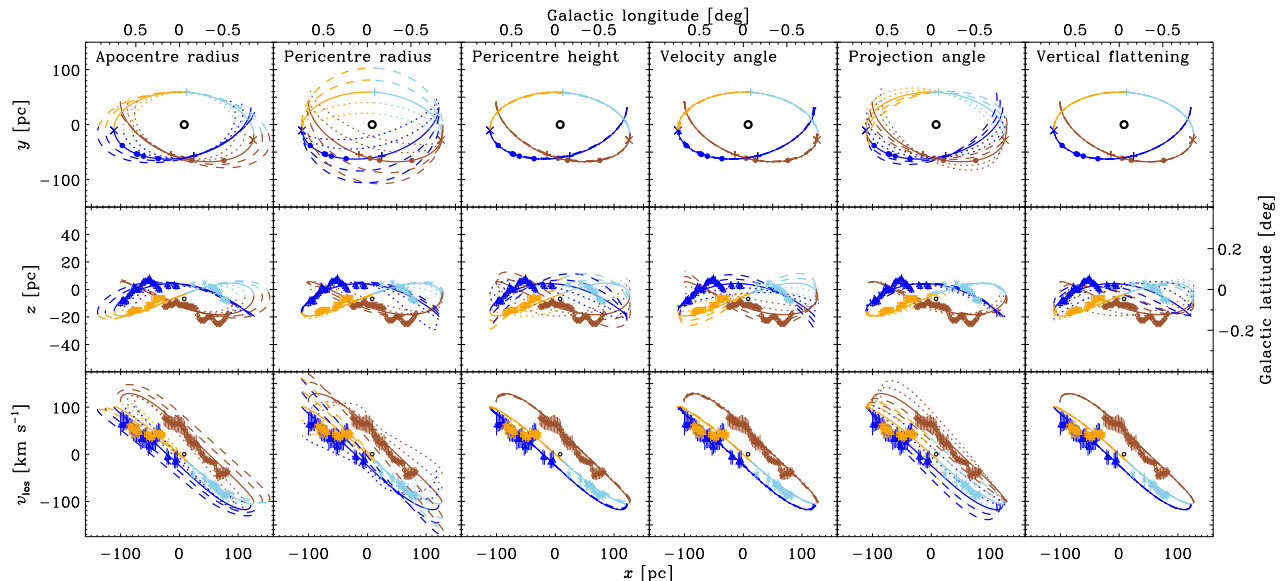 Galactic longitude [deg]
0.5 0 −0.5 0.5 0 −0.5 0.5 0 −0.5 0.5 0 −0.5 0.5 0 −0.5 0.5 0 −0.5
Apocentre radius Pericentre radius Pericentre height Velocity angle Projection angle Vertical flattening
100
y [pc]
0
−100
40
20
z [pc]
0
−20
−40
0.2
0
−0.2
Galactic latitude [deg]
100
v_los [km s⁻¹]
0
−100
−100 0 100 −100 0 100 −100 0 100 −100 0 100 −100 0 100 −100 0 100
x [pc]